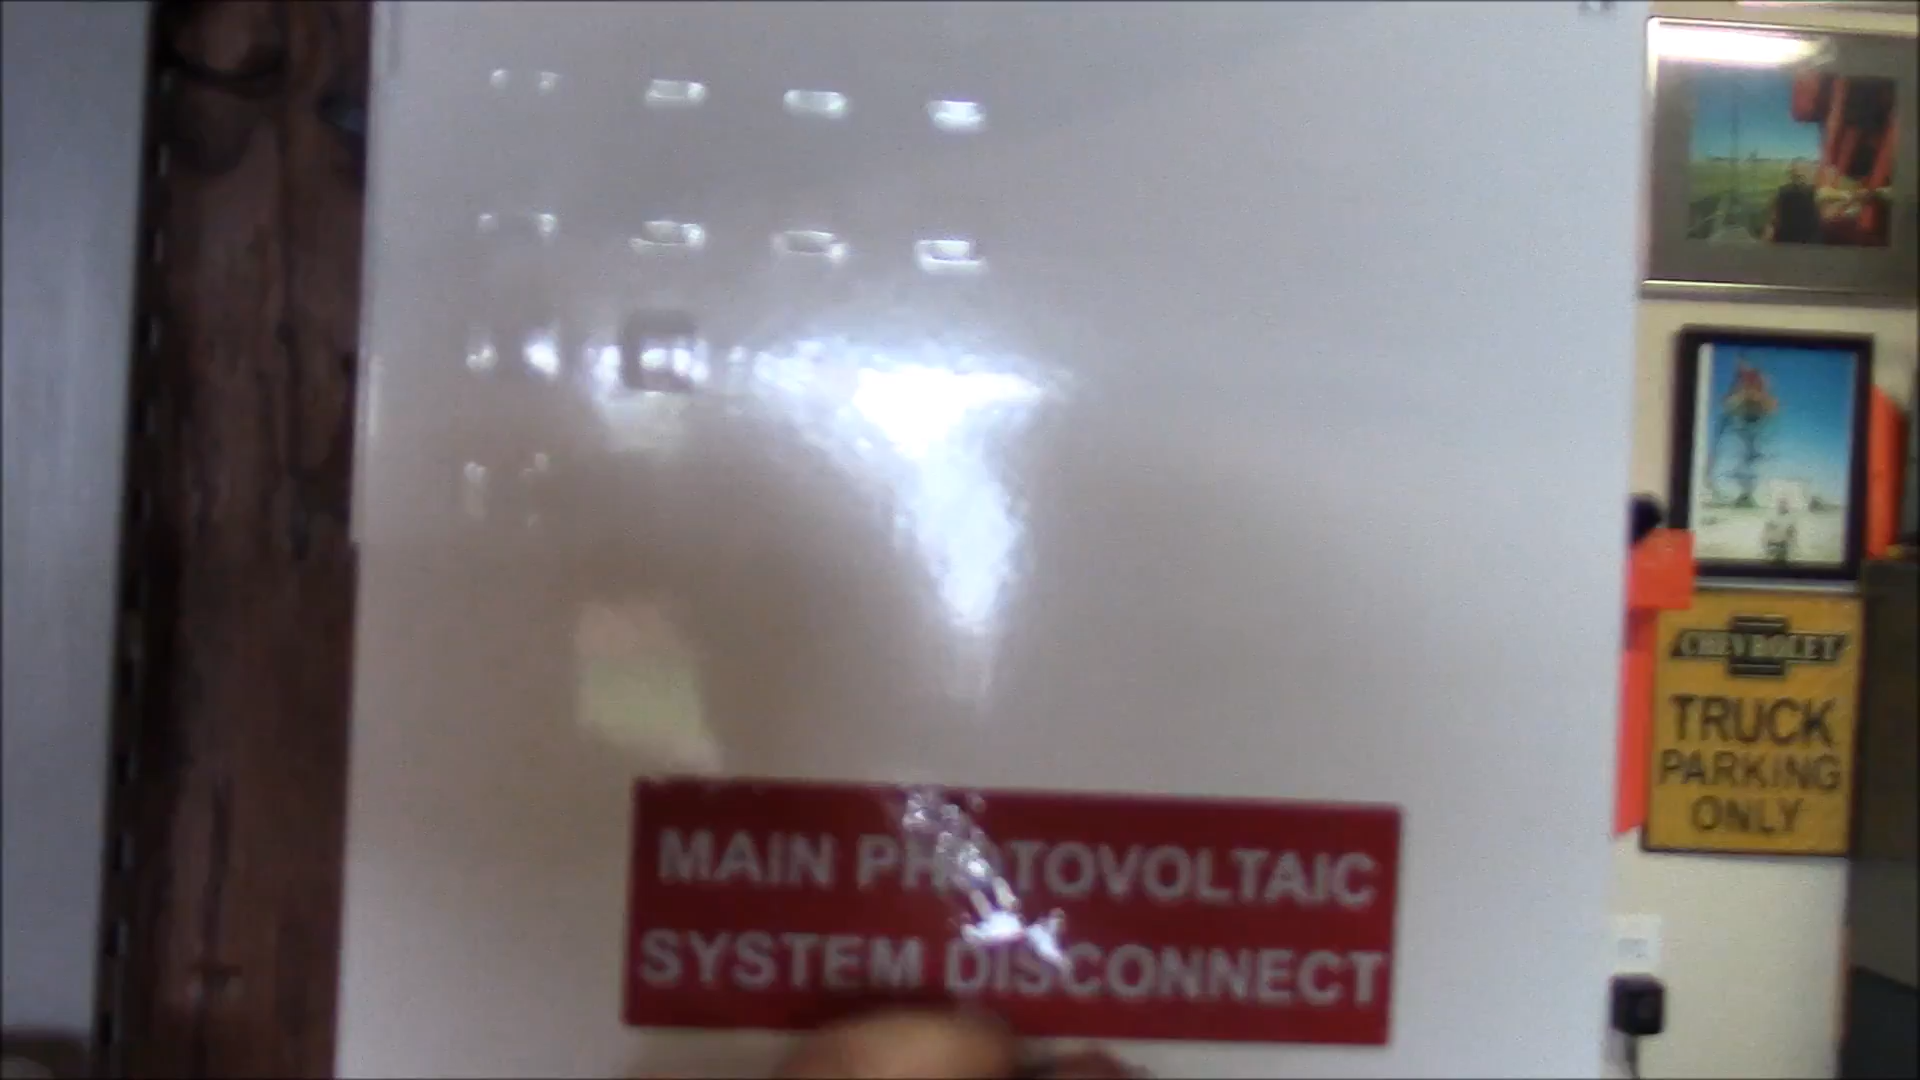 MAIN PHOTOVOLTAIC
SYSTEM DISCONNECT
CHEVROLET
TRUCK
PARKING
ONLY